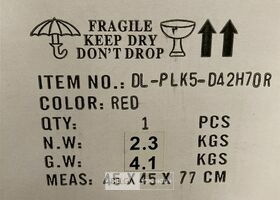 FRAGILE
KEEP DRY
DON'T DROP
ITEM NO.: DL-PLK5-D42H70R
COLOR: RED
QTY: 1 PCS
N.W: 2.3 KGS
G.W: 4.1 KGS
MEAS: 45 X 45 X 77 CM